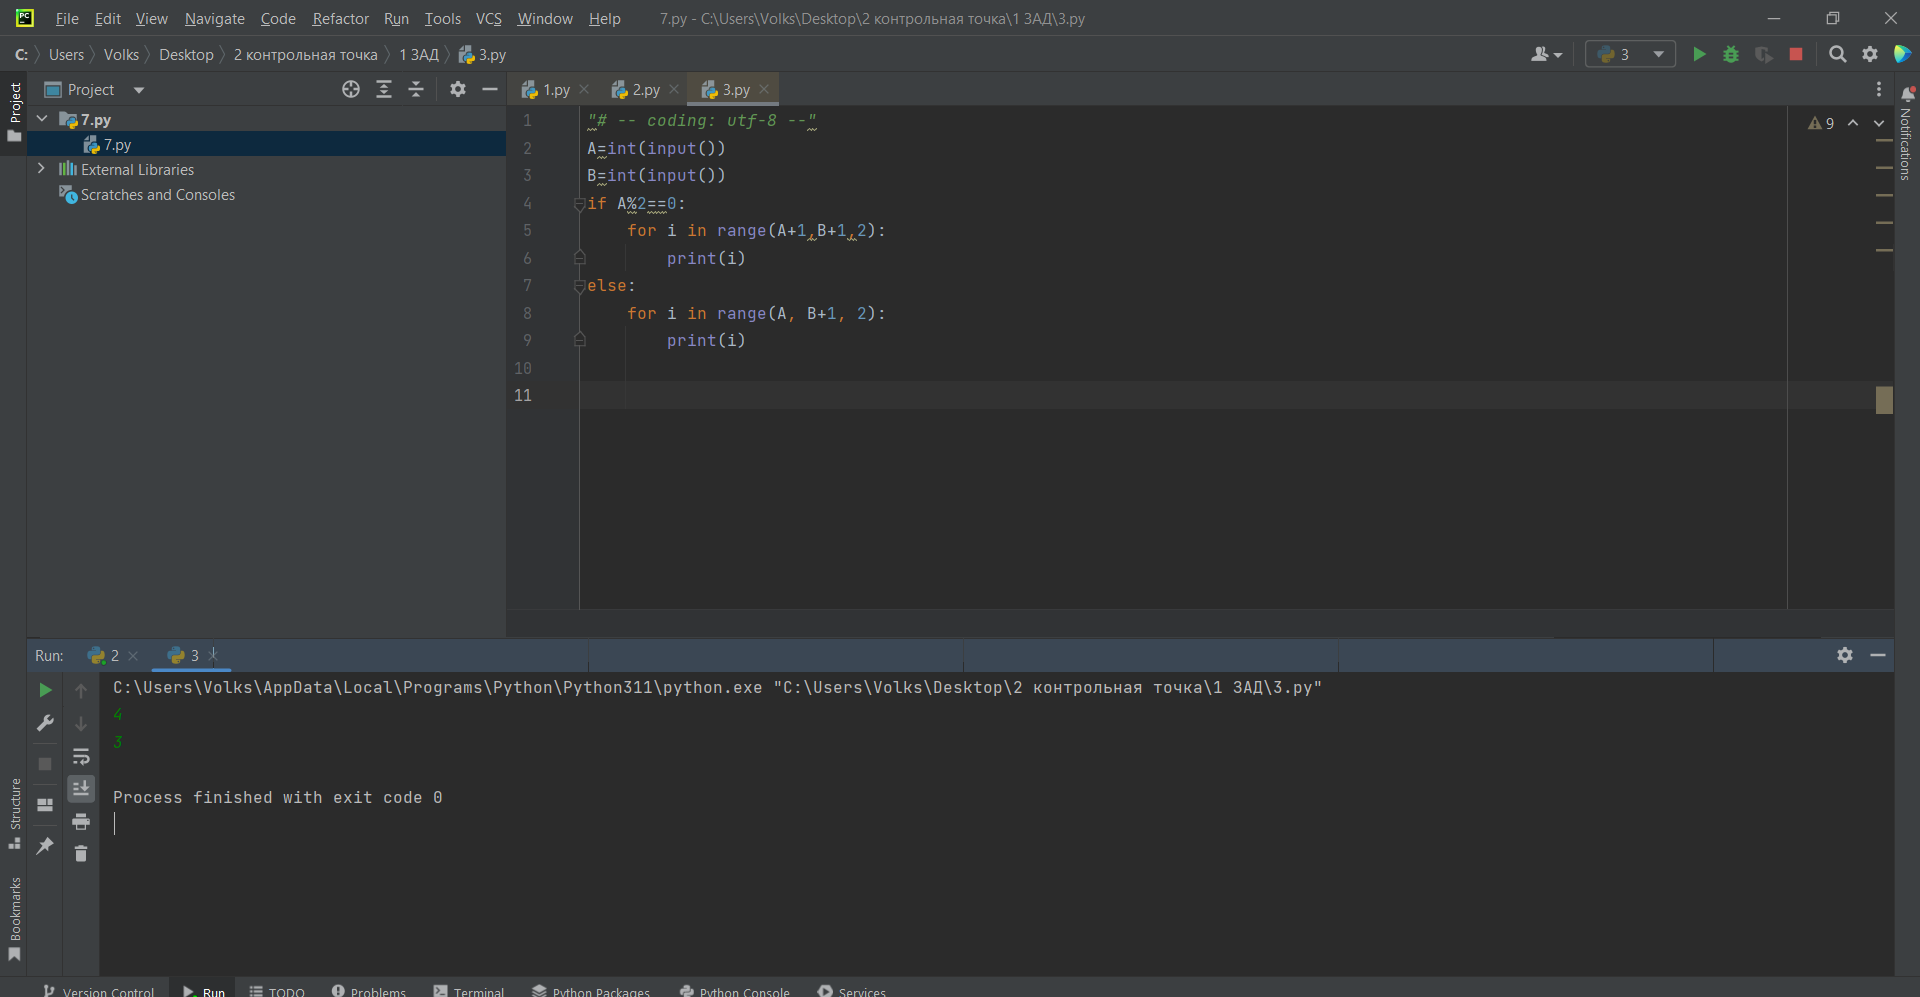 PC
File Edit View Navigate Code Refactor Run Tools VCS Window Help 7.py - C:\Users\Volks\Desktop\2 контрольная точка\1 ЗАД\3.py
C: Users Volks Desktop 2 контрольная точка 1 ЗАД 3.py
3
Project
Project
1.py 2.py 3.py
7.py
7.py
External Libraries
Scratches and Consoles
1 "# -- coding: utf-8 --"
2 A=int(input())
3 B=int(input())
4 if A%2==0:
5 for i in range(A+1,B+1,2):
6 print(i)
7 else:
8 for i in range(A, B+1, 2):
9 print(i)
10
11
9
Notifications
Run: 2 3
C:\Users\Volks\AppData\Local\Programs\Python\Python311\python.exe "C:\Users\Volks\Desktop\2 контрольная точка\1 ЗАД\3.py"
4
3
Process finished with exit code 0
Structure
Bookmarks
Version Control Run TODO Problems Terminal Python Packages Python Console Services